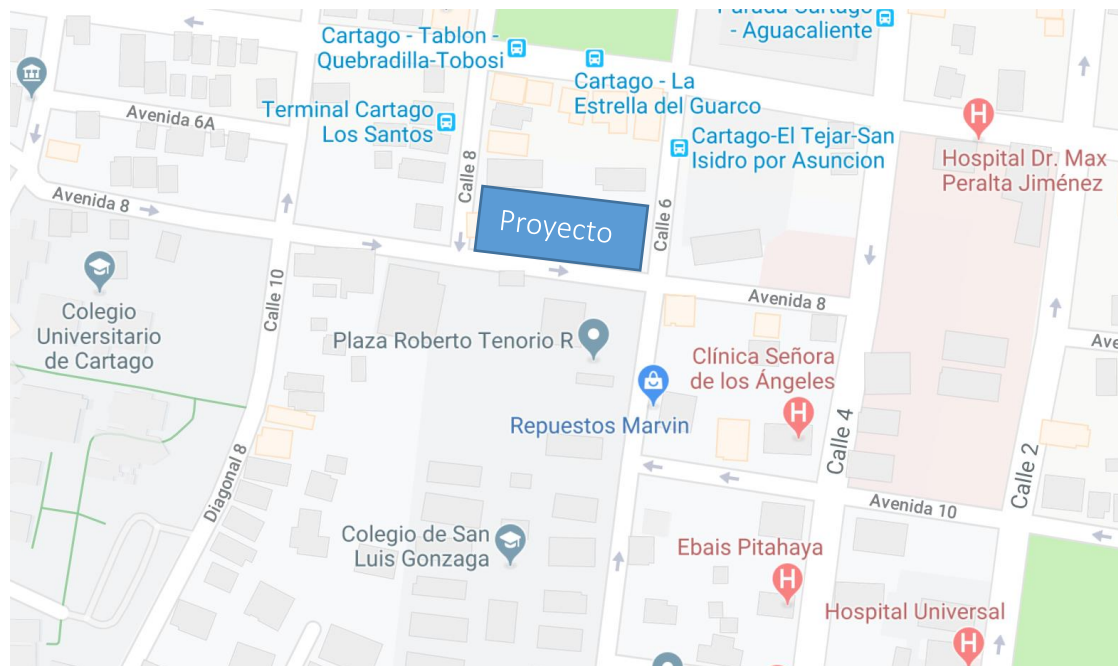 Cartago - Tablon -
Quebradilla-Tobosi
Parada Cartago
- Aguacaliente
Cartago - La
Estrella del Guarco
Avenida 6A
Terminal Cartago
Los Santos
Calle 8
Cartago-El Tejar-San
Isidro por Asuncion
Hospital Dr. Max
Peralta Jiménez
Avenida 8
Proyecto
Calle 6
Colegio
Universitario
de Cartago
Calle 10
Plaza Roberto Tenorio R
Avenida 8
Ave
Clínica Señora
de los Ángeles
Repuestos Marvin
Calle 4
Calle 2
Diagonal 8
Avenida 10
Colegio de San
Luis Gonzaga
Ebais Pitahaya
Hospital Universal
H
H
H
H